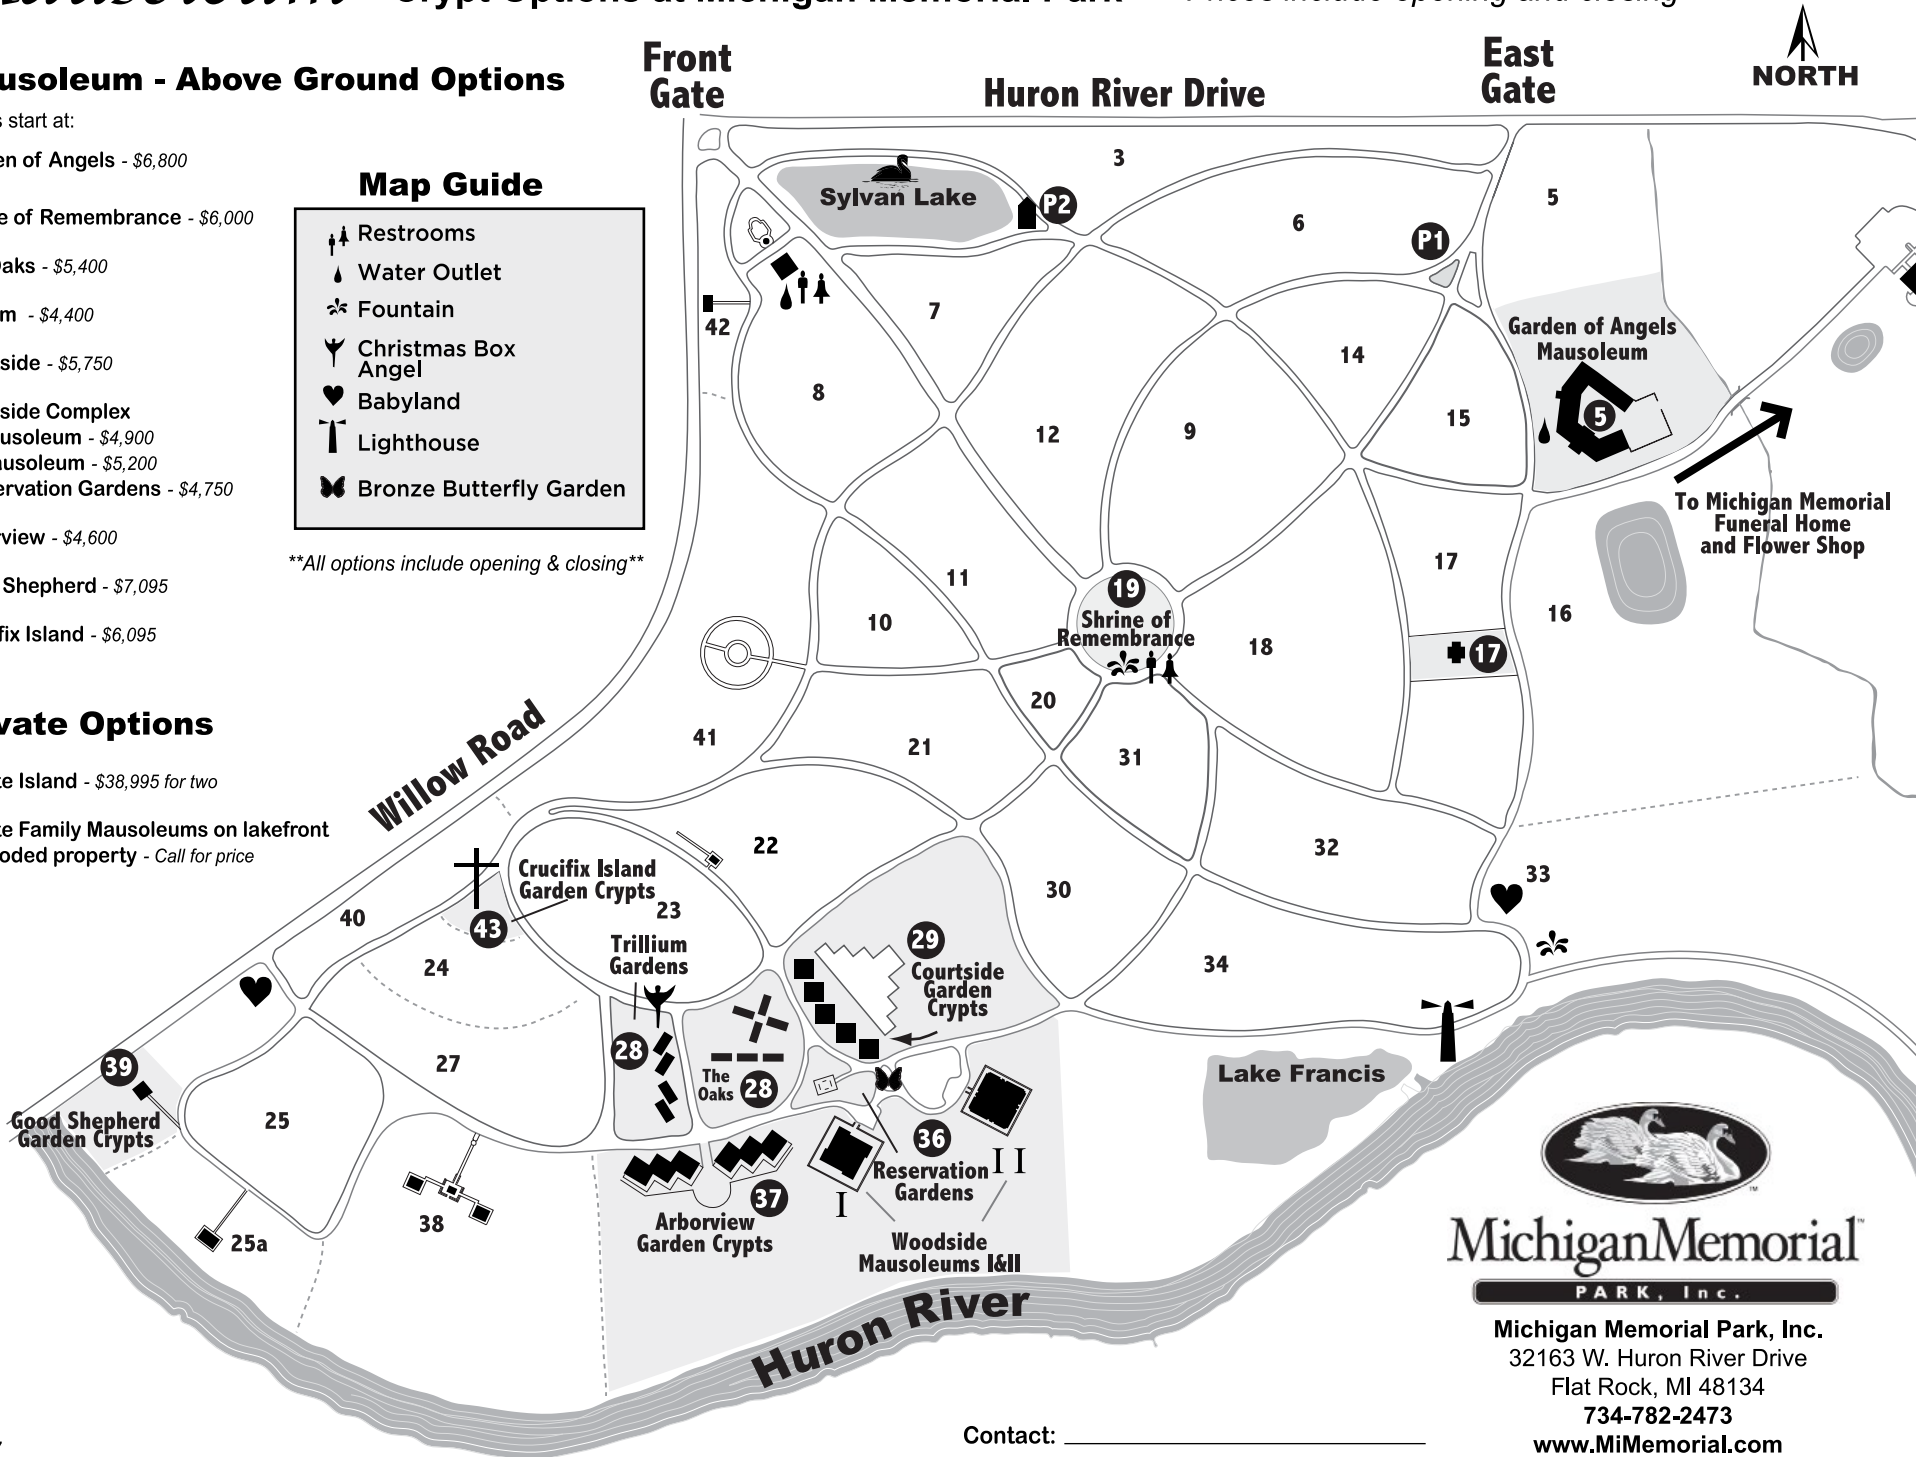 Crypt Options at Michigan Memorial Park
Prices include opening and closing
usoleum - Above Ground Options
s start at:
en of Angels - $6,800
e of Remembrance - $6,000
aks - $5,400
m - $4,400
side - $5,750
side Complex
usoleum - $4,900
ausoleum - $5,200
ervation Gardens - $4,750
rview - $4,600
Shepherd - $7,095
fix Island - $6,095
vate Options
te Island - $38,995 for two
te Family Mausoleums on lakefront
oded property - Call for price
Map Guide
Restrooms
Water Outlet
Fountain
Christmas Box
Angel
Babyland
Lighthouse
Bronze Butterfly Garden
**All options include opening & closing**
Front
Gate
Huron River Drive
East
Gate
NORTH
3
Sylvan Lake
P2
6
P1
5
42
7
14
Garden of Angels
Mausoleum
5
8
12
9
15
To Michigan Memorial
Funeral Home
and Flower Shop
11
10
19
Shrine of
Remembrance
18
17
17
16
20
Willow Road
41
21
31
22
32
33
Crucifix Island
Garden Crypts
23
43
40
30
24
Trillium
Gardens
29
Courtside
Garden
Crypts
34
28
The
Oaks
28
27
39
Good Shepherd
Garden Crypts
25
25a
38
Lake Francis
36
Reservation
Gardens
I
II
37
Arborview
Garden Crypts
Woodside
Mausoleums I&II
Huron River
MichiganMemorial™
PARK, Inc.
Michigan Memorial Park, Inc.
32163 W. Huron River Drive
Flat Rock, MI 48134
734-782-2473
www.MiMemorial.com
Contact: